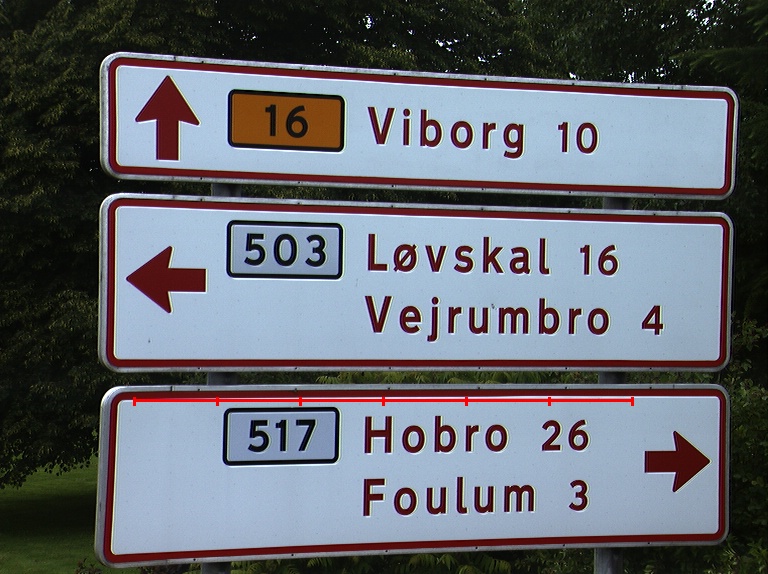 16 Viborg 10
503 Løvskal 16
Vejrumbro 4
517 Hobro 26
Foulum 3